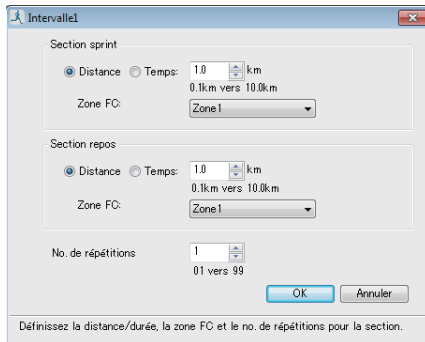 Intervalle1
Section sprint
Distance Temps: 1.0 km
0.1km vers 10.0km
Zone FC: Zone1
Section repos
Distance Temps: 1.0 km
0.1km vers 10.0km
Zone FC: Zone1
No. de répétitions 1
01 vers 99
OK Annuler
Définissez la distance/durée, la zone FC et le no. de répétitions pour la section.